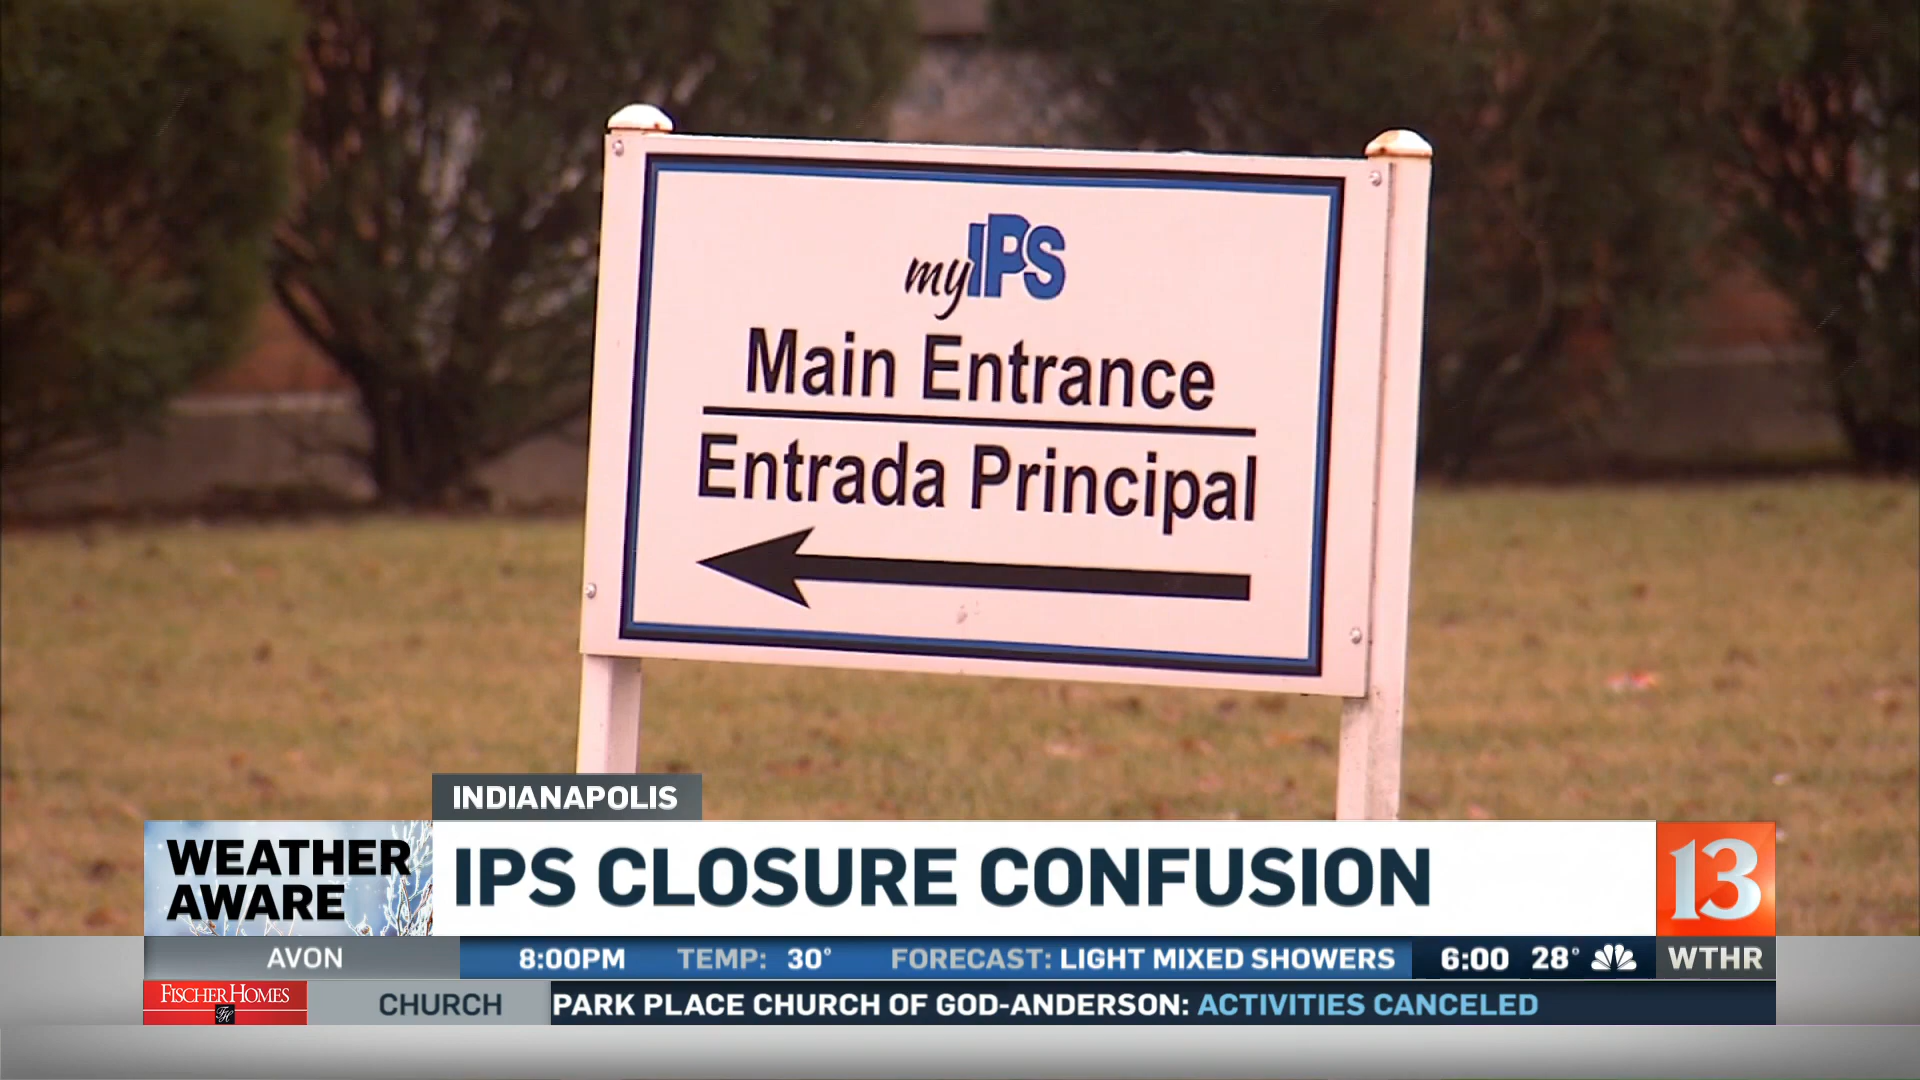 myIPS
Main Entrance
Entrada Principal
INDIANAPOLIS
WEATHER
AWARE
IPS CLOSURE CONFUSION
13
AVON
8:00PM TEMP: 30° FORECAST: LIGHT MIXED SHOWERS
6:00 28°
WTHR
FISCHER HOMES
FH
CHURCH
PARK PLACE CHURCH OF GOD-ANDERSON: ACTIVITIES CANCELED